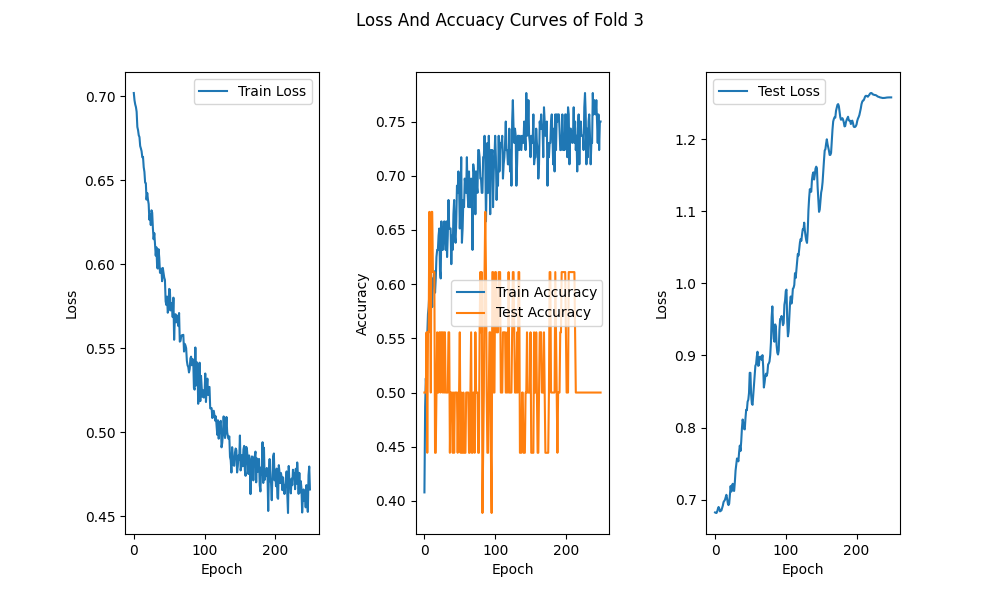 Loss And Accuacy Curves of Fold 3
Loss
0.70
0.65
0.60
0.55
0.50
0.45
Train Loss
0
100
200
Epoch
Accuracy
0.75
0.70
0.65
0.60
0.55
0.50
0.45
0.40
Train Accuracy
Test Accuracy
0
100
200
Epoch
Loss
1.2
1.1
1.0
0.9
0.8
0.7
Test Loss
0
100
200
Epoch